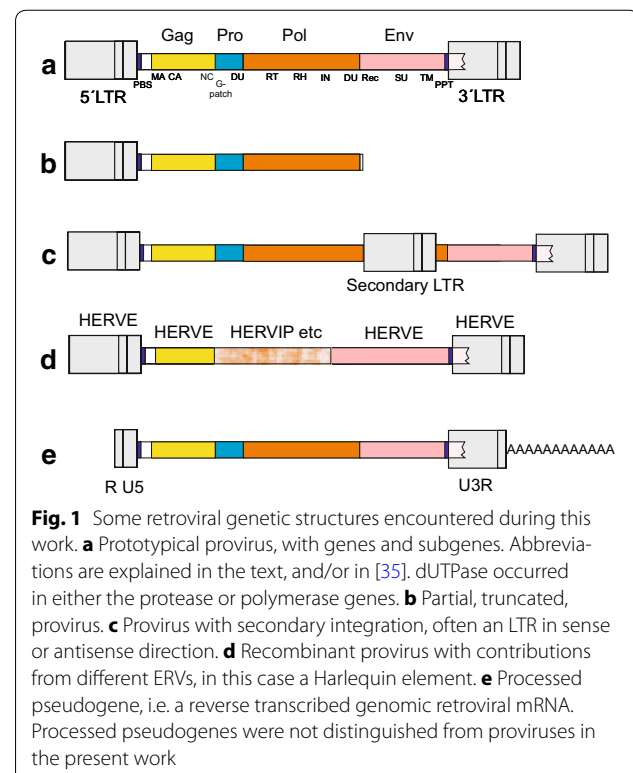 Gag Pro Pol Env
a
MA CA NC DU RT RH IN DU Rec SU TM
PBS G-patch PPT
5´LTR 3´LTR
b
c
Secondary LTR
HERVE HERVE HERVIP etc HERVE HERVE
d
e
AAAAAAAAAAAA
R U5 U3R
Fig. 1 Some retroviral genetic structures encountered during this
work. a Prototypical provirus, with genes and subgenes. Abbrevia-
tions are explained in the text, and/or in [35]. dUTPase occurred
in either the protease or polymerase genes. b Partial, truncated,
provirus. c Provirus with secondary integration, often an LTR in sense
or antisense direction. d Recombinant provirus with contributions
from different ERVs, in this case a Harlequin element. e Processed
pseudogene, i.e. a reverse transcribed genomic retroviral mRNA.
Processed pseudogenes were not distinguished from proviruses in
the present work